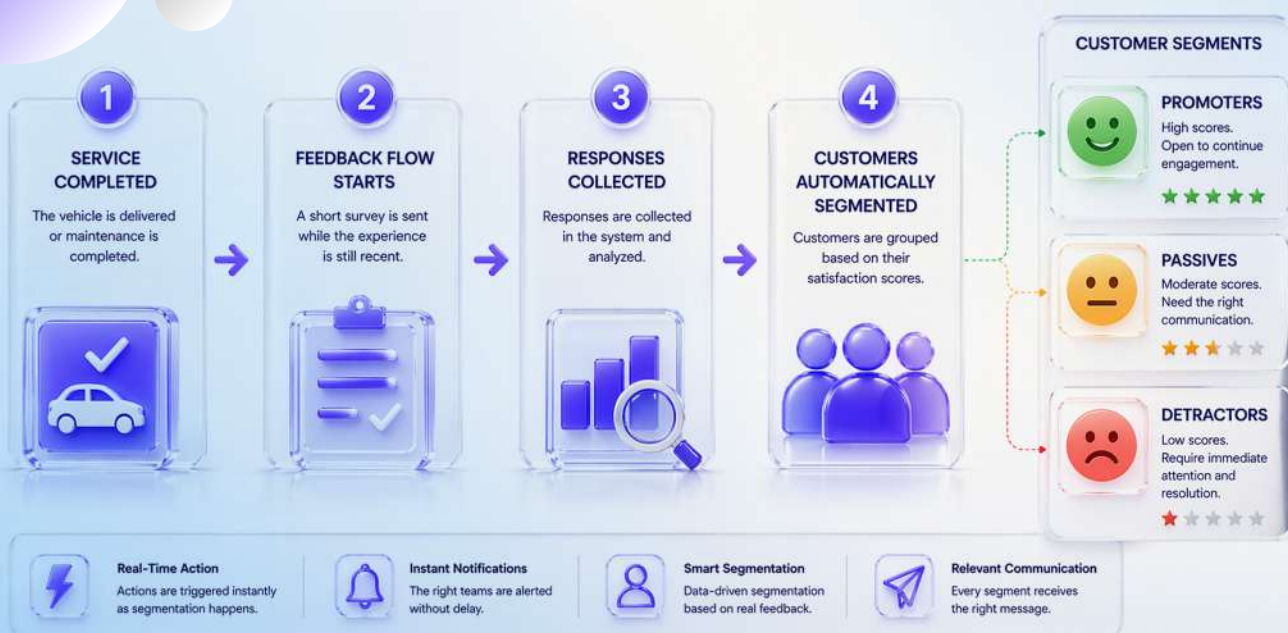 1
SERVICE
COMPLETED
The vehicle is delivered
or maintenance is
completed.
2
FEEDBACK FLOW
STARTS
A short survey is sent
while the experience
is still recent.
3
RESPONSES
COLLECTED
Responses are collected
in the system and
analyzed.
4
CUSTOMERS
AUTOMATICALLY
SEGMENTED
Customers are grouped
based on their
satisfaction scores.
CUSTOMER SEGMENTS
PROMOTERS
High scores.
Open to continue
engagement.
PASSIVES
Moderate scores.
Need the right
communication.
DETRACTORS
Low scores.
Require immediate
attention and
resolution.
Real-Time Action
Actions are triggered instantly
as segmentation happens.
Instant Notifications
The right teams are alerted
without delay.
Smart Segmentation
Data-driven segmentation
based on real feedback.
Relevant Communication
Every segment receives
the right message.